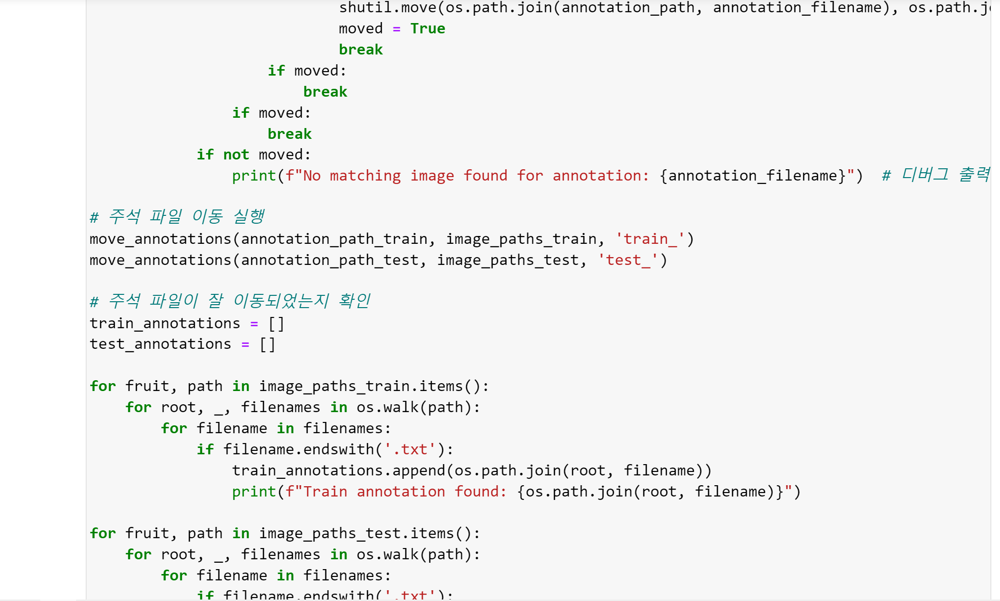 shutil.move(os.path.join(annotation_path, annotation_filename), os.path.j
moved = True
break
if moved:
break
if moved:
break
if not moved:
print(f"No matching image found for annotation: {annotation_filename}")  # 디버그 출력
# 주석 파일 이동 실행
move_annotations(annotation_path_train, image_paths_train, 'train_')
move_annotations(annotation_path_test, image_paths_test, 'test_')
# 주석 파일이 잘 이동되었는지 확인
train_annotations = []
test_annotations = []
for fruit, path in image_paths_train.items():
for root, _, filenames in os.walk(path):
for filename in filenames:
if filename.endswith('.txt'):
train_annotations.append(os.path.join(root, filename))
print(f"Train annotation found: {os.path.join(root, filename)}")
for fruit, path in image_paths_test.items():
for root, _, filenames in os.walk(path):
for filename in filenames:
if filename.endswith('.txt'):